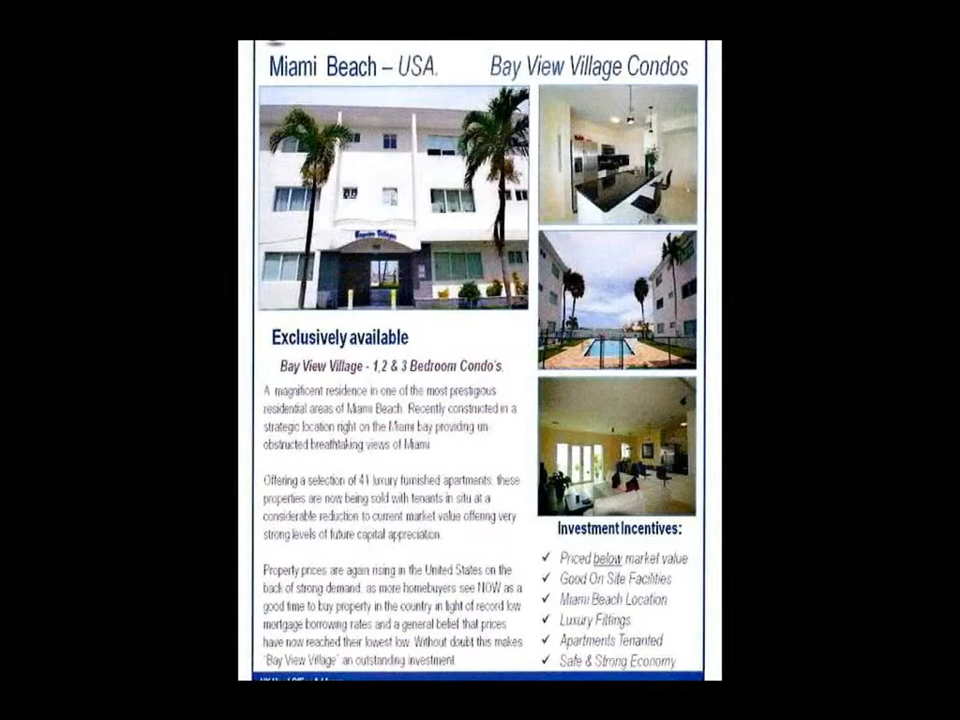 Miami Beach – USA.
Bay View Village Condos
Exclusively available
Bay View Village - 1,2 & 3 Bedroom Condo's.
A magnificent residence in one of the most prestigious
residential areas of Miami Beach. Recently constructed in a
strategic location right on the Miami bay providing un-
obstructed breathtaking views of Miami
Offering a selection of 41 luxury furnished apartments, these
properties are now being sold with tenants in situ at a
considerable reduction to current market value offering very
strong levels of future capital appreciation.
Property prices are again rising in the United States on the
back of strong demand, as more homebuyers see NOW as a
good time to buy property in the country in light of record low
mortgage borrowing rates and a general belief that prices
have now reached their lowest low. Without doubt this makes
"Bay View Village" an outstanding investment.
Investment Incentives:
✓ Priced below market value
✓ Good On Site Facilities
✓ Miami Beach Location
✓ Luxury Fittings
✓ Apartments Tenanted
✓ Safe & Strong Economy